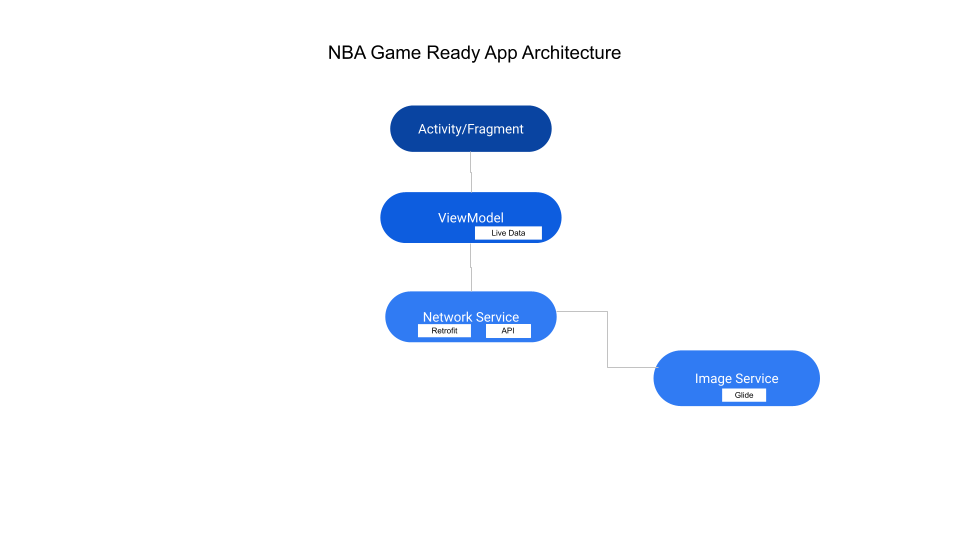 NBA Game Ready App Architecture
Activity/Fragment
ViewModel
Live Data
Network Service
Retrofit
API
Image Service
Glide